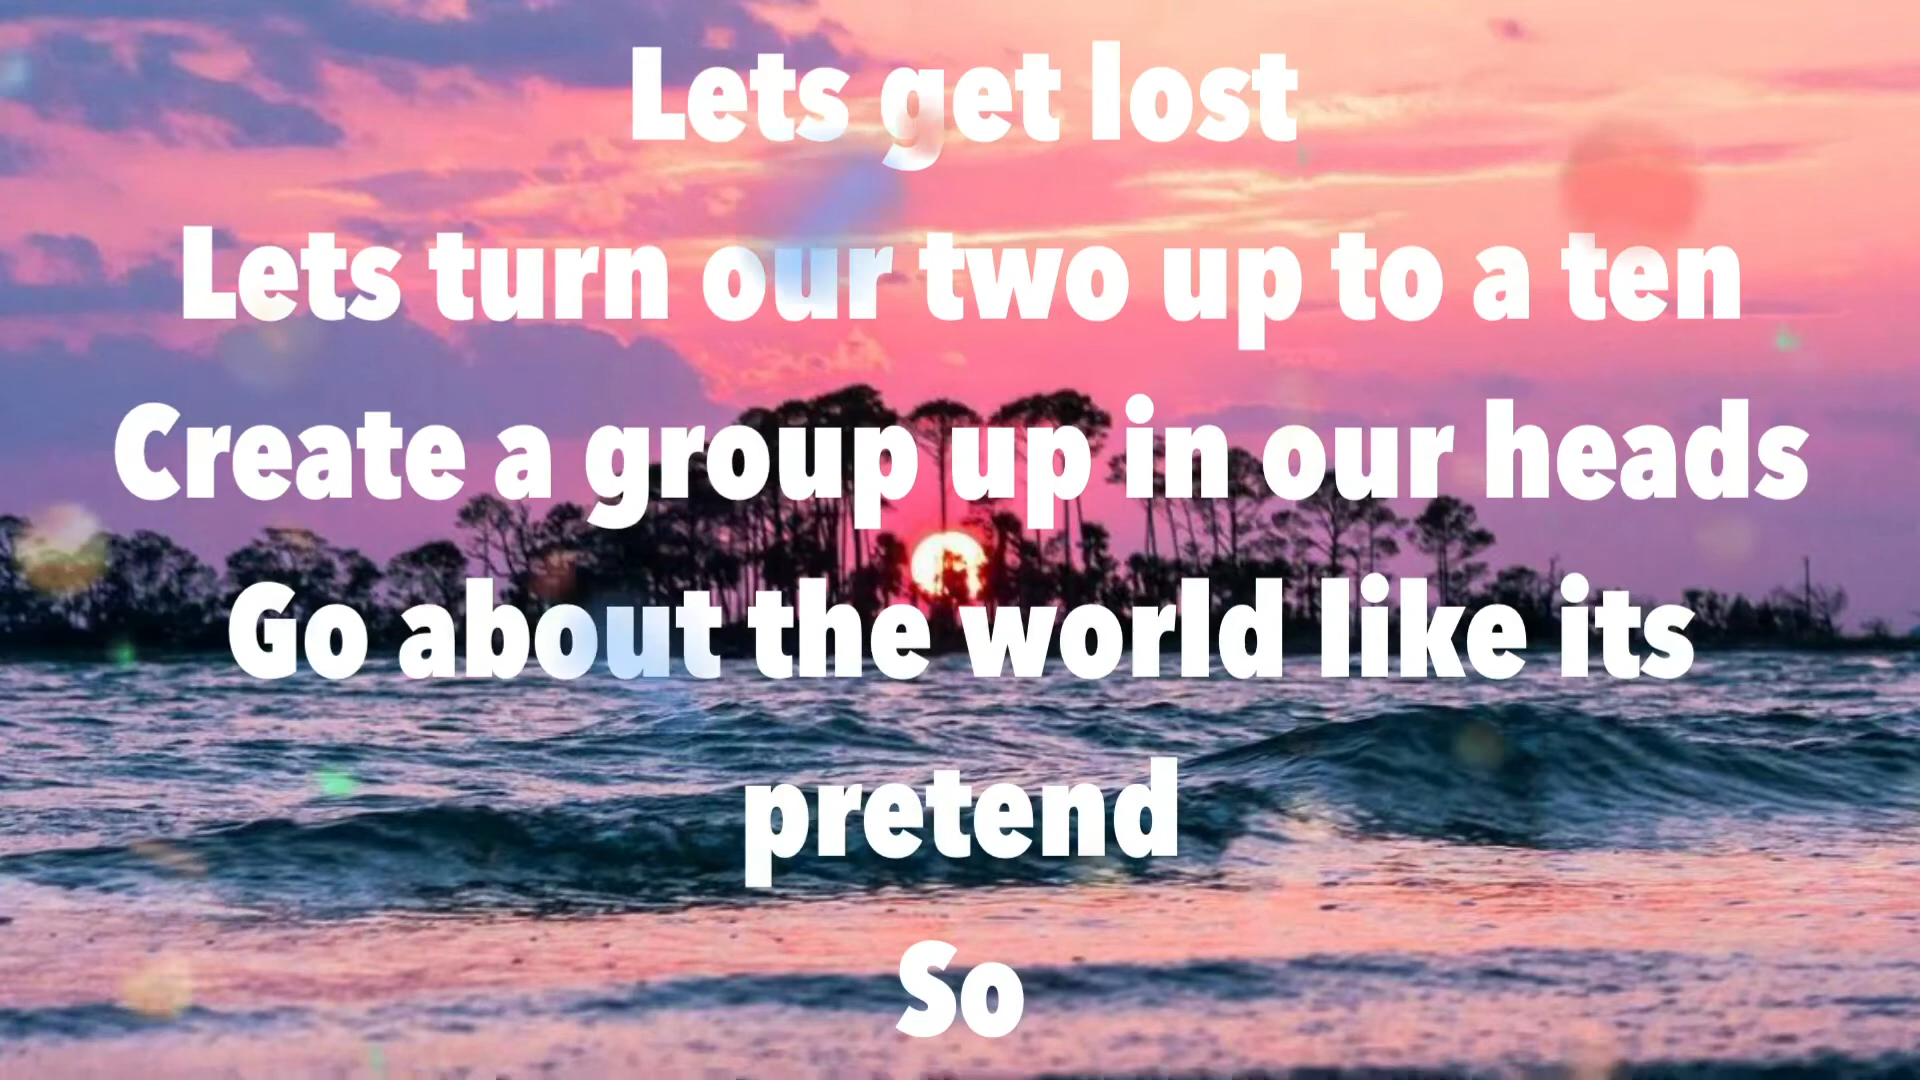 Lets get lost
Lets turn our two up to a ten
Create a group up in our heads
Go about the world like its
pretend
So